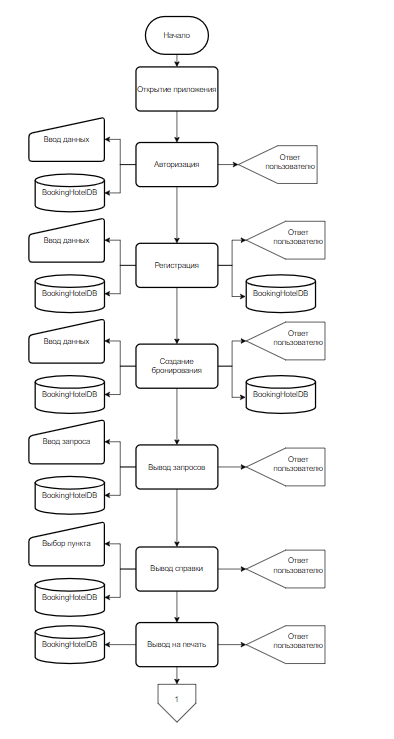 Начало
Открытие приложения
Ввод данных
Авторизация
Ответ
пользователю
BookingHotelDB
Ввод данных
Ответ
пользователю
Регистрация
BookingHotelDB
BookingHotelDB
Ввод данных
Ответ
пользователю
Создание
бронирования
BookingHotelDB
BookingHotelDB
Ввод запроса
Вывод запросов
Ответ
пользователю
BookingHotelDB
Выбор пункта
Вывод справки
Ответ
пользователю
BookingHotelDB
BookingHotelDB
Вывод на печать
Ответ
пользователю
1